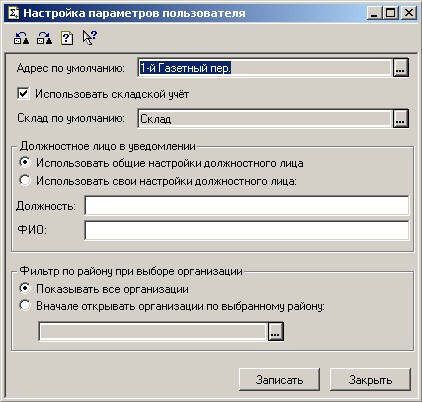 Настройка параметров пользователя
Адрес по умолчанию: 1-й Газетный пер. ...
Использовать складской учёт
Склад по умолчанию: Склад ...
Должностное лицо в уведомлении
Использовать общие настройки должностного лица
Использовать свои настройки должностного лица:
Должность:
ФИО:
Фильтр по району при выборе организации
Показывать все организации
Вначале открывать организации по выбранному району:
...
Записать Закрыть